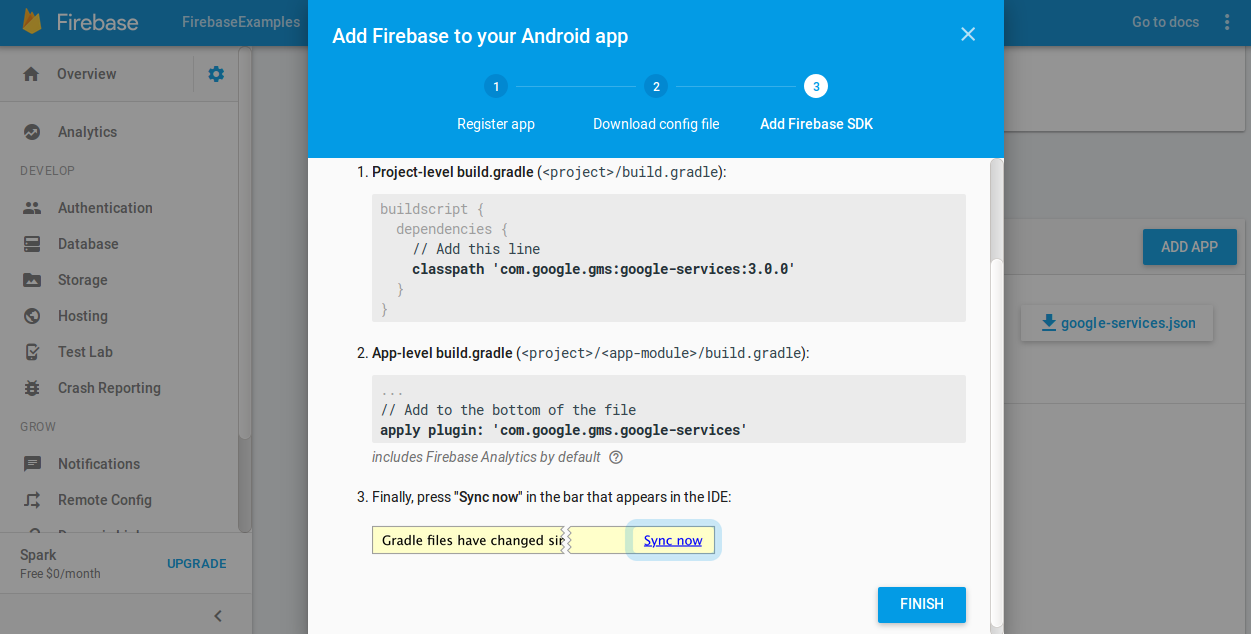 Firebase
FirebaseExamples
Go to docs
Overview
Analytics
DEVELOP
Authentication
Database
Storage
Hosting
Test Lab
Crash Reporting
GROW
Notifications
Remote Config
Spark
Free $0/month
UPGRADE
Add Firebase to your Android app
1
2
3
Register app
Download config file
Add Firebase SDK
1. Project-level build.gradle (<project>/build.gradle):
buildscript {
dependencies {
// Add this line
classpath 'com.google.gms:google-services:3.0.0'
}
}
2. App-level build.gradle (<project>/<app-module>/build.gradle):
...
// Add to the bottom of the file
apply plugin: 'com.google.gms.google-services'
includes Firebase Analytics by default ?
3. Finally, press "Sync now" in the bar that appears in the IDE:
Gradle files have changed sin
Sync now
FINISH
ADD APP
google-services.json